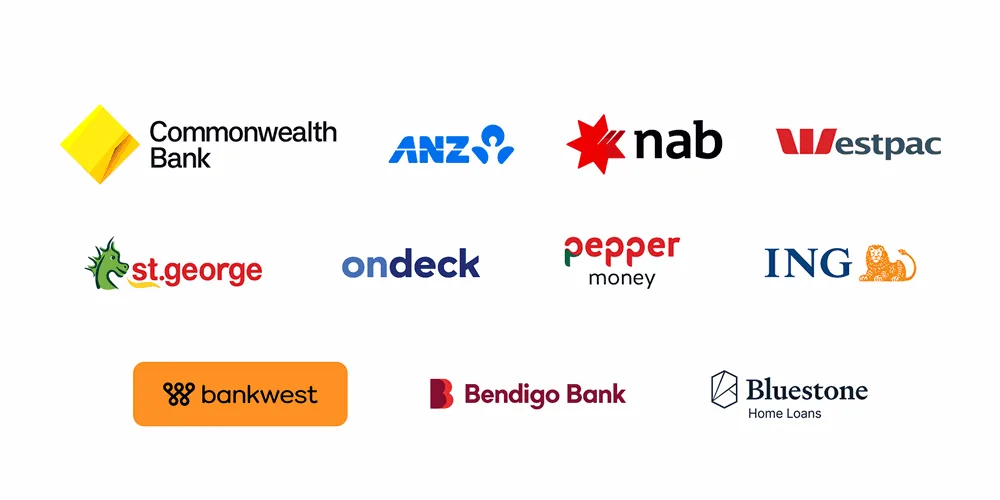 Commonwealth
Bank
ANZ
nab
Westpac
st.george
ondeck
pepper
money
ING
bankwest
Bendigo Bank
Bluestone
Home Loans